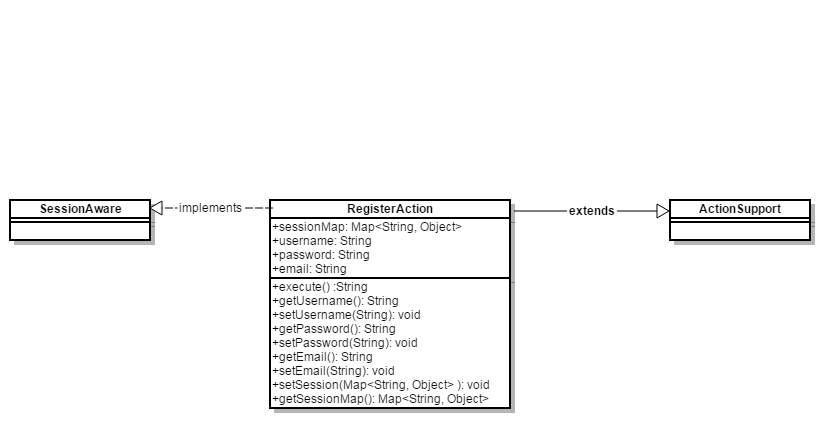 SessionAware
implements
RegisterAction
+sessionMap: Map<String, Object>
+username: String
+password: String
+email: String
+execute() :String
+getUsername(): String
+setUsername(String): void
+getPassword(): String
+setPassword(String): void
+getEmail(): String
+setEmail(String): void
+setSession(Map<String, Object> ): void
+getSessionMap(): Map<String, Object>
extends
ActionSupport